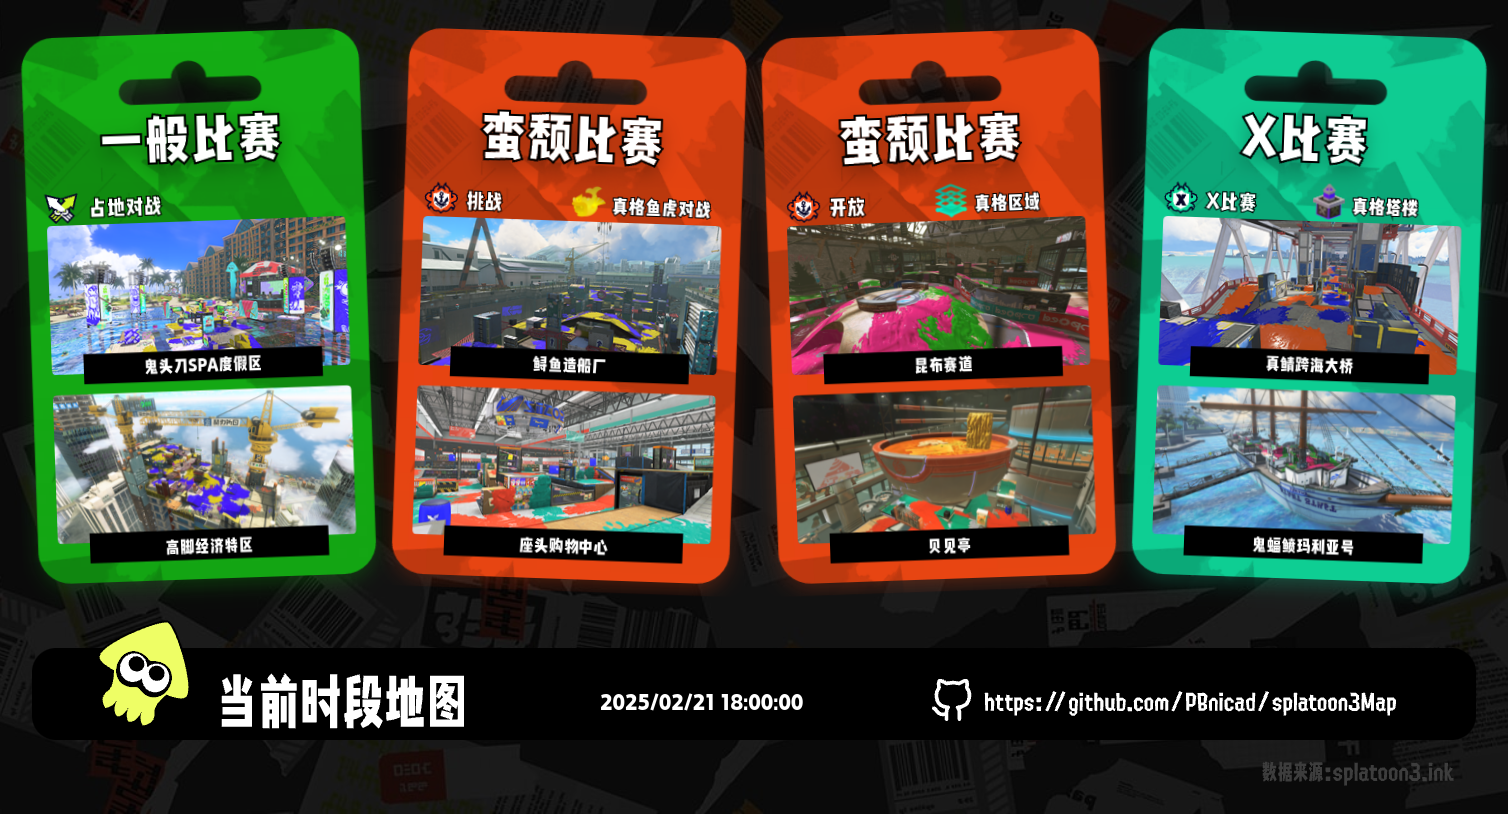 一般比赛
占地对战
鬼头刀SPA度假区
高脚经济特区
蛮颓比赛
挑战
真格鱼虎对战
鲟鱼造船厂
座头购物中心
蛮颓比赛
开放
真格区域
昆布赛道
贝贝亭
X比赛
X比赛
真格塔楼
真鲭跨海大桥
鬼蝠鲼玛利亚号
当前时段地图
2025/02/21 18:00:00
https://github.com/PBnicad/splatoon3Map
数据来源:splatoon3.ink